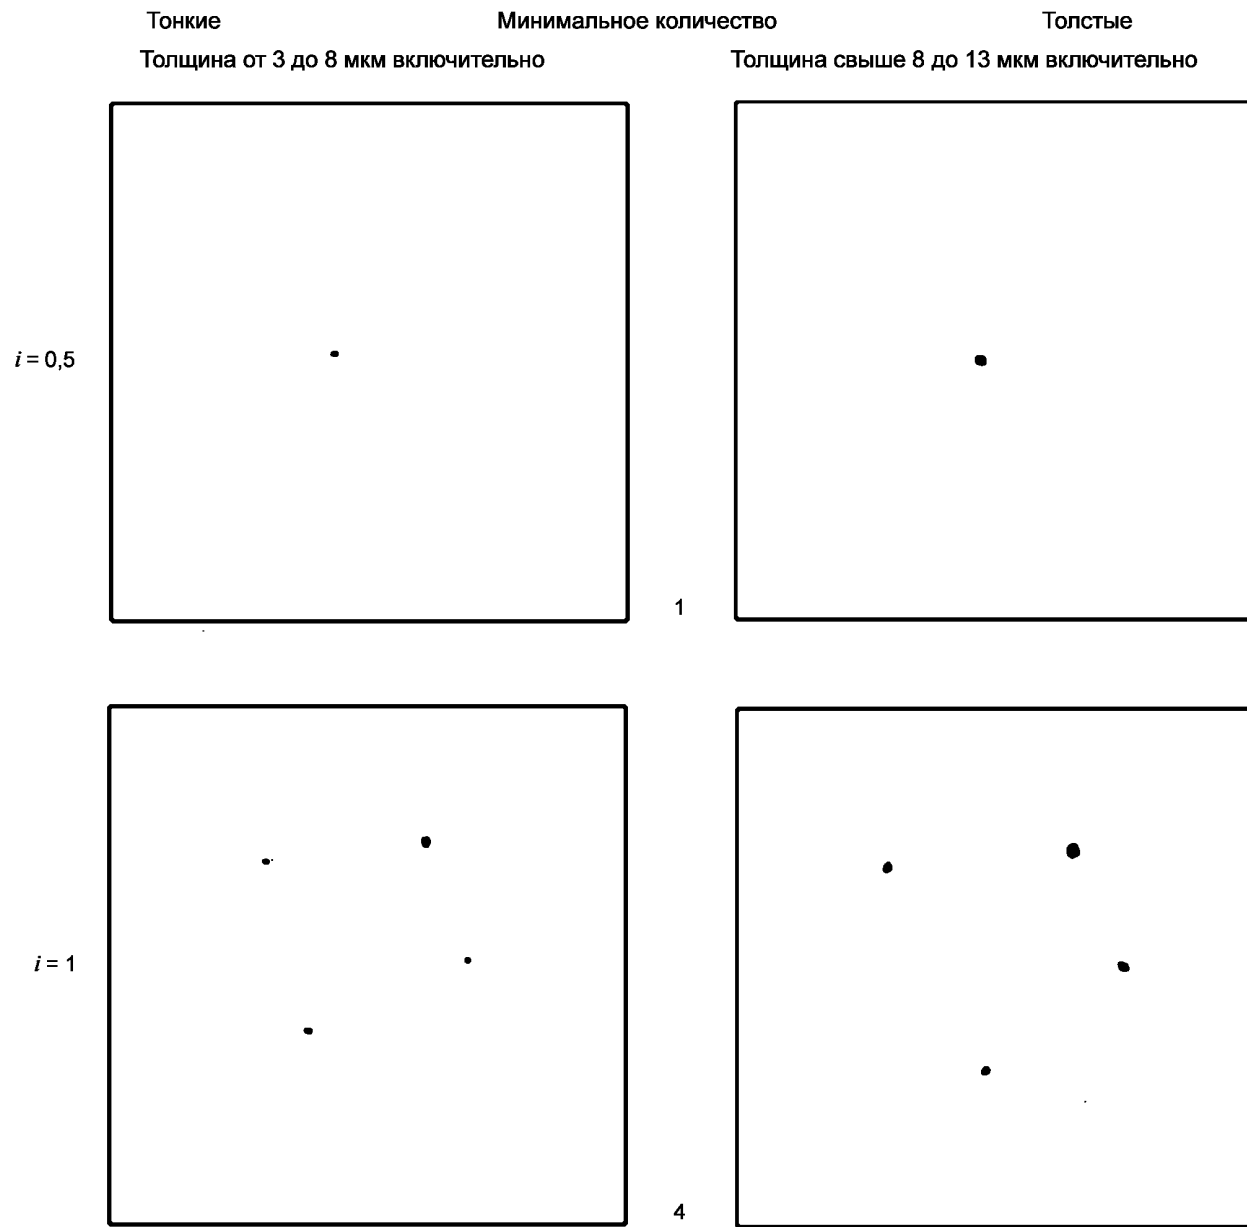 Тонкие Минимальное количество Толстые
Толщина от 3 до 8 мкм включительно Толщина свыше 8 до 13 мкм включительно
i = 0,5
1
i = 1
4